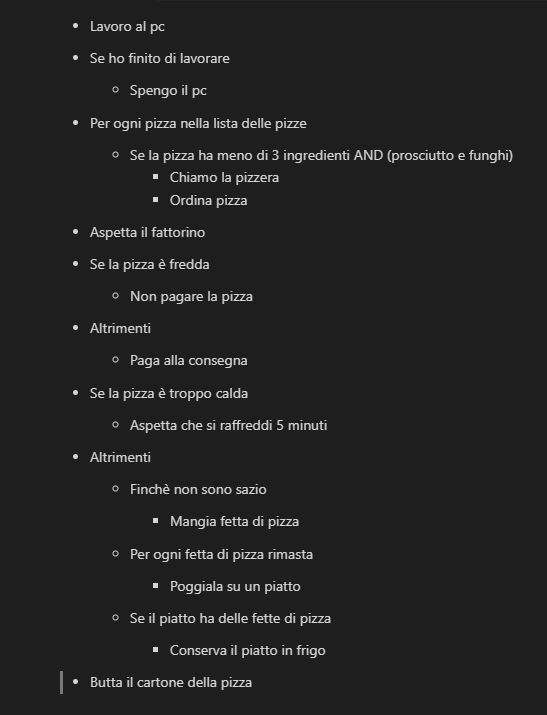 Lavoro al pc
Se ho finito di lavorare
Spengo il pc
Per ogni pizza nella lista delle pizze
Se la pizza ha meno di 3 ingredienti AND (prosciutto e funghi)
Chiamo la pizzera
Ordina pizza
Aspetta il fattorino
Se la pizza è fredda
Non pagare la pizza
Altrimenti
Paga alla consegna
Se la pizza è troppo calda
Aspetta che si raffreddi 5 minuti
Altrimenti
Finchè non sono sazio
Mangia fetta di pizza
Per ogni fetta di pizza rimasta
Poggiala su un piatto
Se il piatto ha delle fette di pizza
Conserva il piatto in frigo
Butta il cartone della pizza